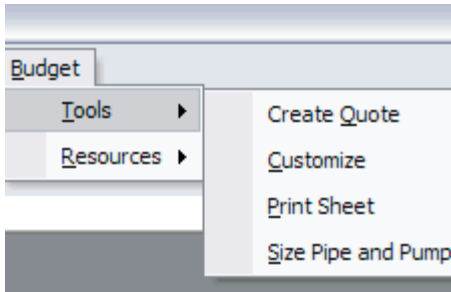 Budget
Tools
Resources
Create Quote
Customize
Print Sheet
Size Pipe and Pump